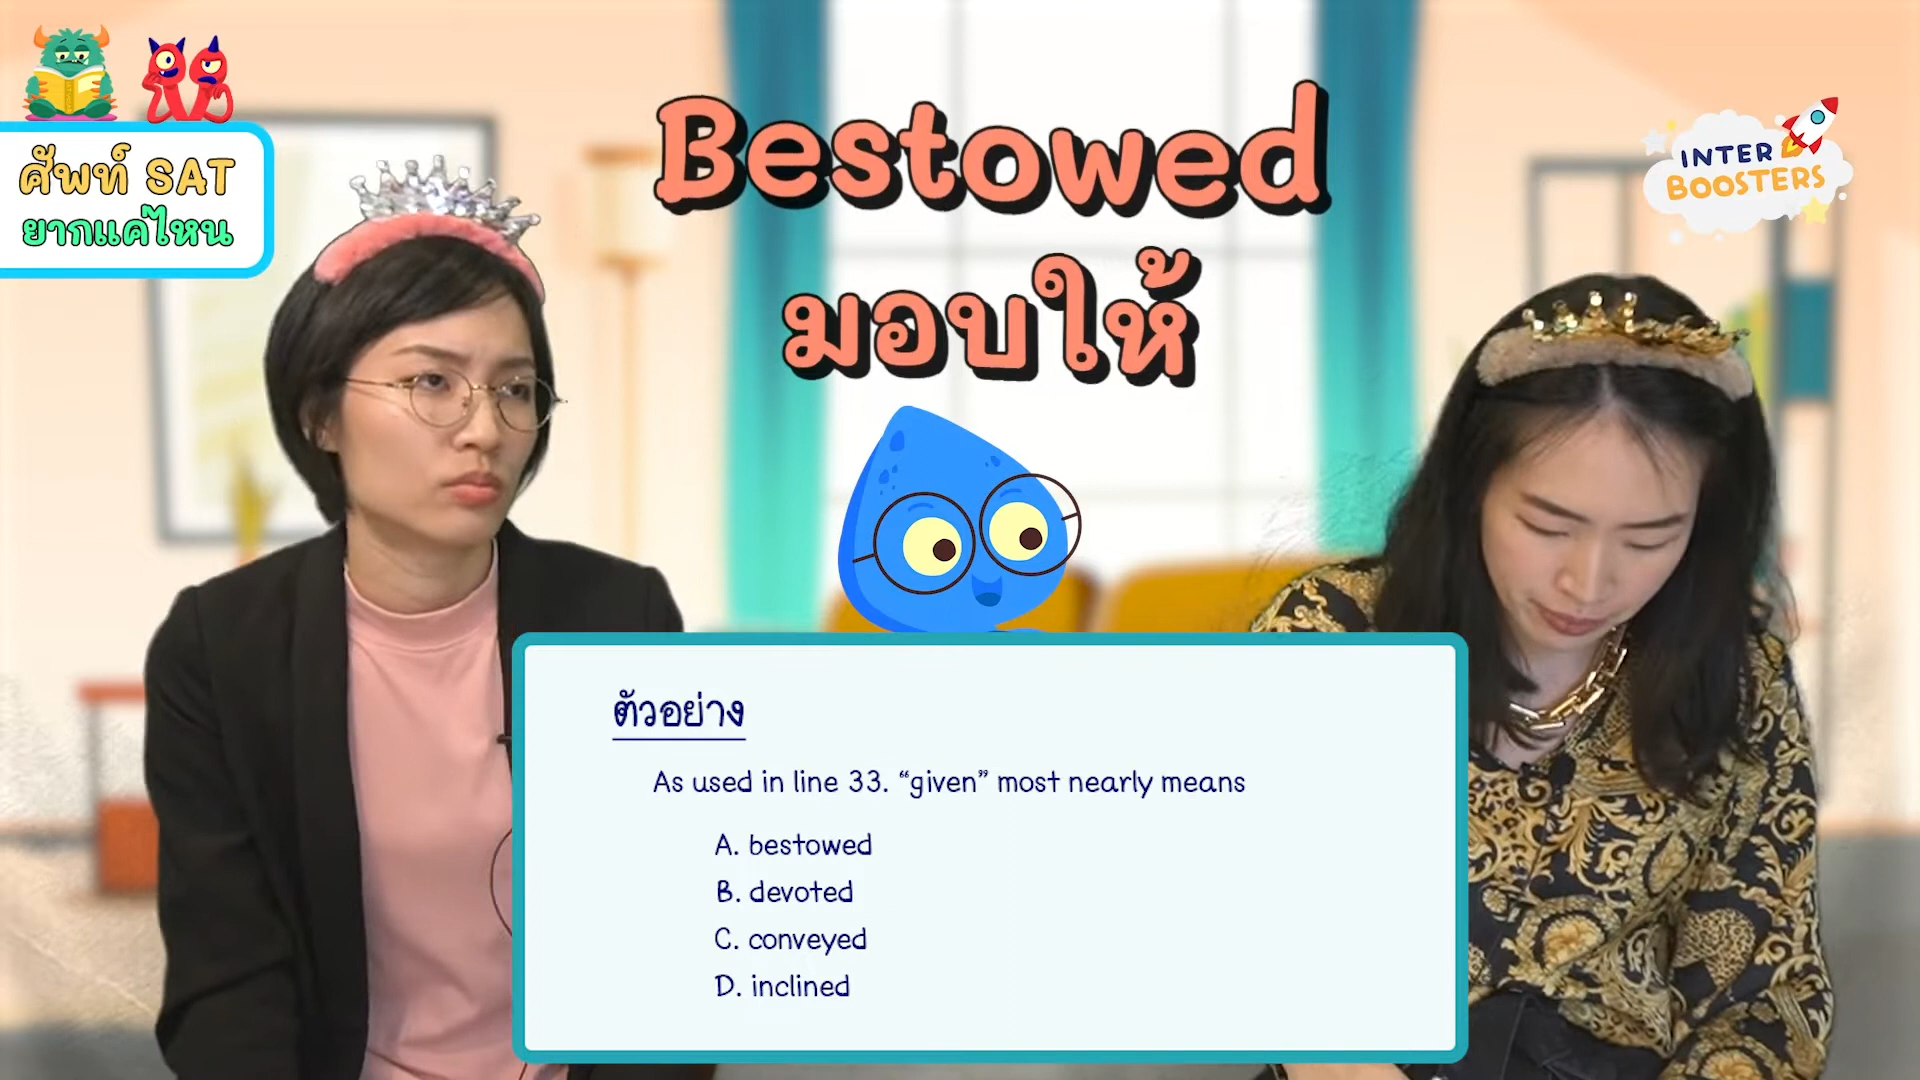 ศัพท์ SAT
ยากแค่ไหน
Bestowed
มอบให้
INTER
BOOSTERS
ตัวอย่าง
As used in line 33. “given” most nearly means
A. bestowed
B. devoted
C. conveyed
D. inclined